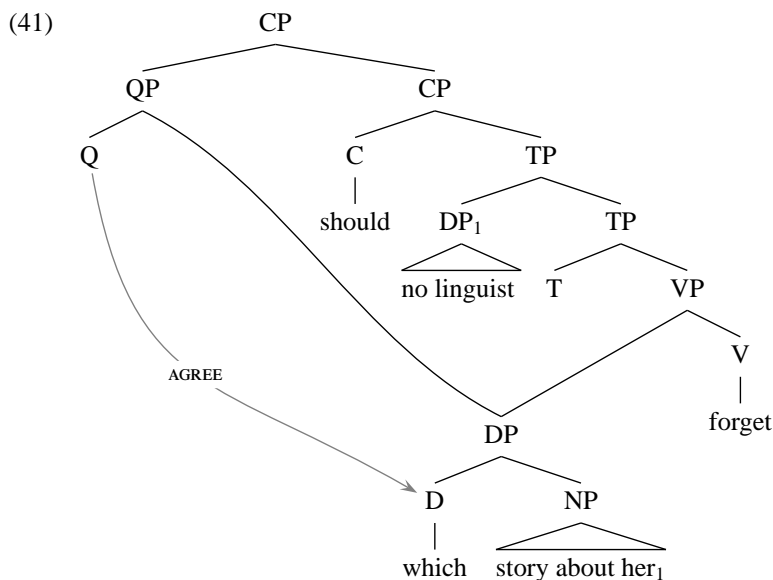 (41) CP
QP CP
Q C TP
should DP₁ TP
no linguist T VP
AGREE V
forget
DP
D NP
which story about her₁